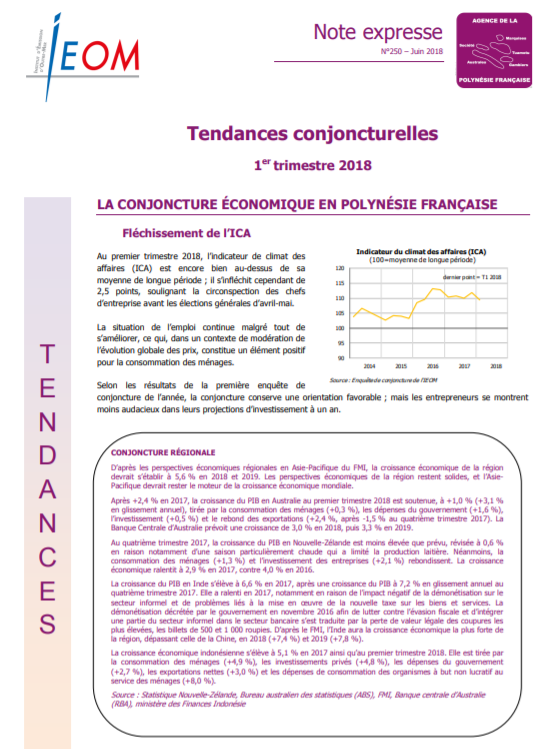 Institut d'Émission
d'Outre-Mer
iEOM
Note expresse
N°250 – Juin 2018
AGENCE DE LA
Marquises
Société
Tuamotu
Australes
Gambiers
POLYNÉSIE FRANÇAISE
Tendances conjoncturelles
1er trimestre 2018
TENDANCES
LA CONJONCTURE ÉCONOMIQUE EN POLYNÉSIE FRANÇAISE
Fléchissement de l'ICA
Au premier trimestre 2018, l'indicateur de climat des
affaires (ICA) est encore bien au-dessus de sa
moyenne de longue période ; il s'infléchit cependant de
2,5 points, soulignant la circonspection des chefs
d'entreprise avant les élections générales d'avril-mai.
La situation de l'emploi continue malgré tout de
s'améliorer, ce qui, dans un contexte de modération de
l'évolution globale des prix, constitue un élément positif
pour la consommation des ménages.
Indicateur du climat des affaires (ICA)
(100=moyenne de longue période)
dernier point = T1 2018
120
115
110
105
100
95
90
2014 2015 2016 2017 2018
Source : Enquête de conjoncture de l'IEOM
Selon les résultats de la première enquête de
conjoncture de l'année, la conjoncture conserve une orientation favorable ; mais les entrepreneurs se montrent
moins audacieux dans leurs projections d'investissement à un an.
CONJONCTURE RÉGIONALE
D'après les perspectives économiques régionales en Asie-Pacifique du FMI, la croissance économique de la région
devrait s'établir à 5,6 % en 2018 et 2019. Les perspectives économiques de la région restent solides, et l'Asie-
Pacifique devrait rester le moteur de la croissance économique mondiale.
Après +2,4 % en 2017, la croissance du PIB en Australie au premier trimestre 2018 est soutenue, à +1,0 % (+3,1 %
en glissement annuel), tirée par la consommation des ménages (+0,3 %), les dépenses du gouvernement (+1,6 %),
l'investissement (+0,5 %) et le rebond des exportations (+2,4 %, après -1,5 % au quatrième trimestre 2017). La
Banque Centrale d'Australie prévoit une croissance de 3,0 % en 2018, puis 3,3 % en 2019.
Au quatrième trimestre 2017, la croissance du PIB en Nouvelle-Zélande est moins élevée que prévu, révisée à 0,6 %
en raison notamment d'une saison particulièrement chaude qui a limité la production laitière. Néanmoins, la
consommation des ménages (+1,3 %) et l'investissement des entreprises (+2,1 %) rebondissent. La croissance
économique ralentit à 2,9 % en 2017, contre 4,0 % en 2016.
La croissance du PIB en Inde s'élève à 6,6 % en 2017, après une croissance du PIB à 7,2 % en glissement annuel au
quatrième trimestre 2017. Elle a ralenti en 2017, notamment en raison de l'impact négatif de la démonétisation sur le
secteur informel et de problèmes liés à la mise en œuvre de la nouvelle taxe sur les biens et services. La
démonétisation décrétée par le gouvernement en novembre 2016 afin de lutter contre l'évasion fiscale et d'intégrer
une partie du secteur informel dans le secteur bancaire s'est traduite par la perte de valeur légale des coupures les
plus élevées, les billets de 500 et 1 000 roupies. D'après le FMI, l'Inde aura la croissance économique la plus forte de
la région, dépassant celle de la Chine, en 2018 (+7,4 %) et 2019 (+7,8 %).
La croissance économique indonésienne s'élève à 5,1 % en 2017 ainsi qu'au premier trimestre 2018. Elle est tirée par
la consommation des ménages (+4,9 %), les investissements privés (+4,8 %), les dépenses du gouvernement
(+2,7 %), les exportations nettes (+3,0 %) et les dépenses de consommation des organismes à but non lucratif au
service des ménages (+8,0 %).
Source : Statistique Nouvelle-Zélande, Bureau australien des statistiques (ABS), FMI, Banque centrale d'Australie
(RBA), ministère des Finances Indonésie